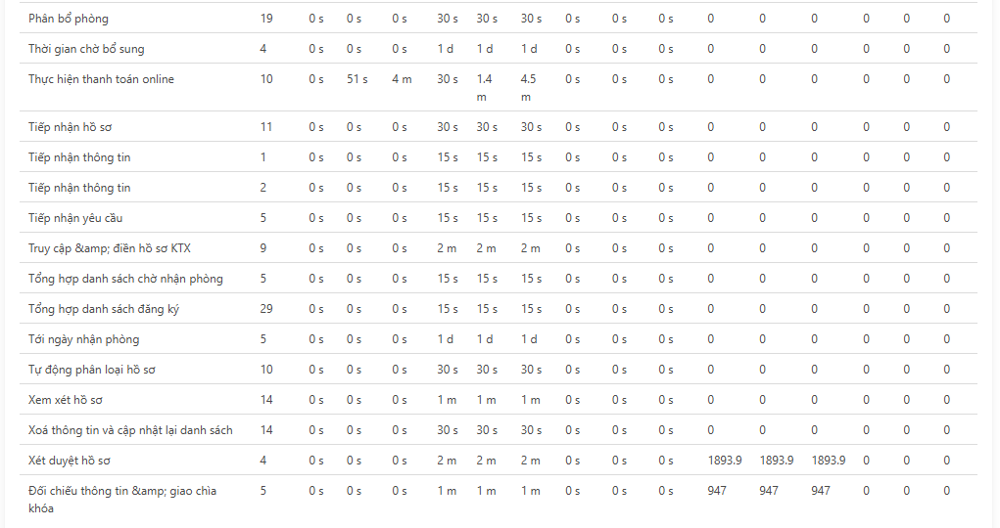 Phân bổ phòng 19 0 s 0 s 0 s 30 s 30 s 30 s 0 s 0 s 0 s 0 0 0 0 0 0
Thời gian chờ bổ sung 4 0 s 0 s 0 s 1 d 1 d 1 d 0 s 0 s 0 s 0 0 0 0 0 0
Thực hiện thanh toán online 10 0 s 51 s 4 m 30 s 1.4 4.5 0 s 0 s 0 s 0 0 0 0 0 0
m m
Tiếp nhận hồ sơ 11 0 s 0 s 0 s 30 s 30 s 30 s 0 s 0 s 0 s 0 0 0 0 0 0
Tiếp nhận thông tin 1 0 s 0 s 0 s 15 s 15 s 15 s 0 s 0 s 0 s 0 0 0 0 0 0
Tiếp nhận thông tin 2 0 s 0 s 0 s 15 s 15 s 15 s 0 s 0 s 0 s 0 0 0 0 0 0
Tiếp nhận yêu cầu 5 0 s 0 s 0 s 15 s 15 s 15 s 0 s 0 s 0 s 0 0 0 0 0 0
Truy cập &amp; điền hồ sơ KTX 9 0 s 0 s 0 s 2 m 2 m 2 m 0 s 0 s 0 s 0 0 0 0 0 0
Tổng hợp danh sách chờ nhận phòng 5 0 s 0 s 0 s 15 s 15 s 15 s 0 s 0 s 0 s 0 0 0 0 0 0
Tổng hợp danh sách đăng ký 29 0 s 0 s 0 s 15 s 15 s 15 s 0 s 0 s 0 s 0 0 0 0 0 0
Tới ngày nhận phòng 5 0 s 0 s 0 s 1 d 1 d 1 d 0 s 0 s 0 s 0 0 0 0 0 0
Tự động phân loại hồ sơ 10 0 s 0 s 0 s 30 s 30 s 30 s 0 s 0 s 0 s 0 0 0 0 0 0
Xem xét hồ sơ 14 0 s 0 s 0 s 1 m 1 m 1 m 0 s 0 s 0 s 0 0 0 0 0 0
Xoá thông tin và cập nhật lại danh sách 14 0 s 0 s 0 s 30 s 30 s 30 s 0 s 0 s 0 s 0 0 0 0 0 0
Xét duyệt hồ sơ 4 0 s 0 s 0 s 2 m 2 m 2 m 0 s 0 s 0 s 1893.9 1893.9 1893.9 0 0 0
Đối chiếu thông tin &amp; giao chìa 5 0 s 0 s 0 s 1 m 1 m 1 m 0 s 0 s 0 s 947 947 947 0 0 0
khóa